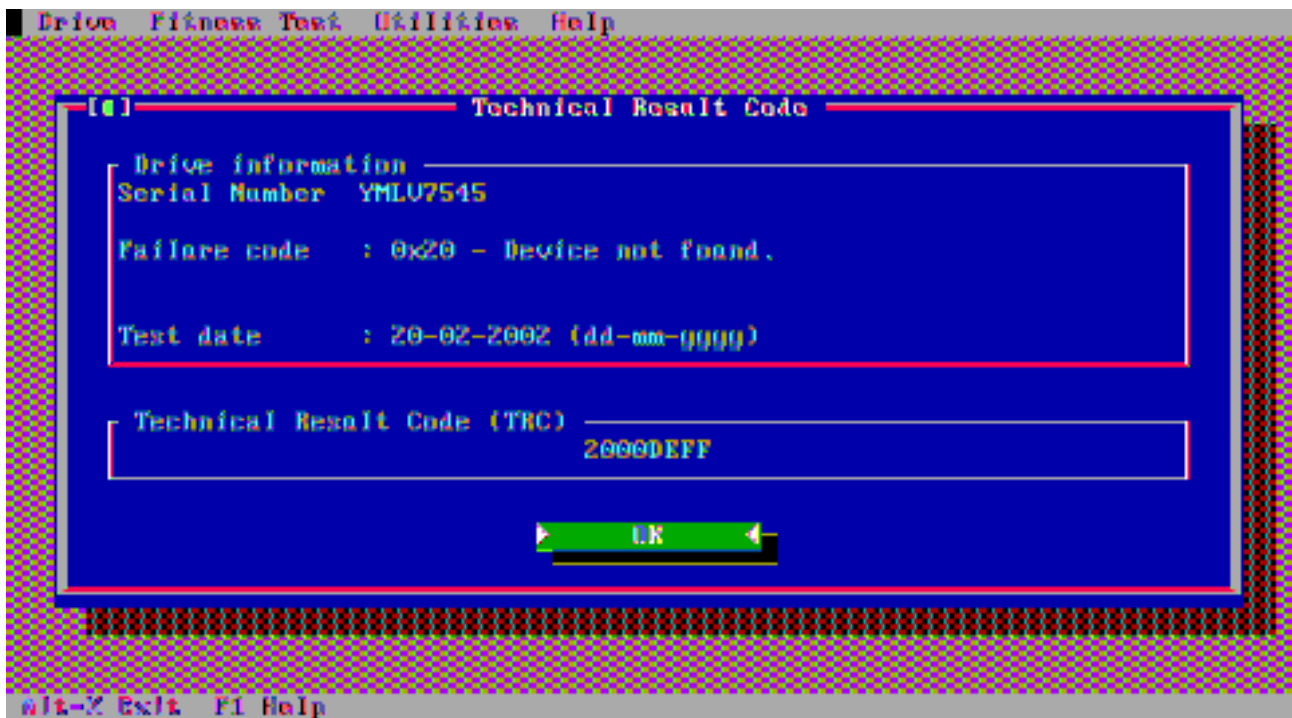 Drive Fitness Test Utilities Help
Technical Result Code
Drive information
Serial Number YMLU7545
Failure code : 0x20 - Device not found.
Test date : 20-02-2002 (dd-mm-yyyy)
Technical Result Code (TRC)
2000DEFF
OK
Alt-X Exit F1 Help